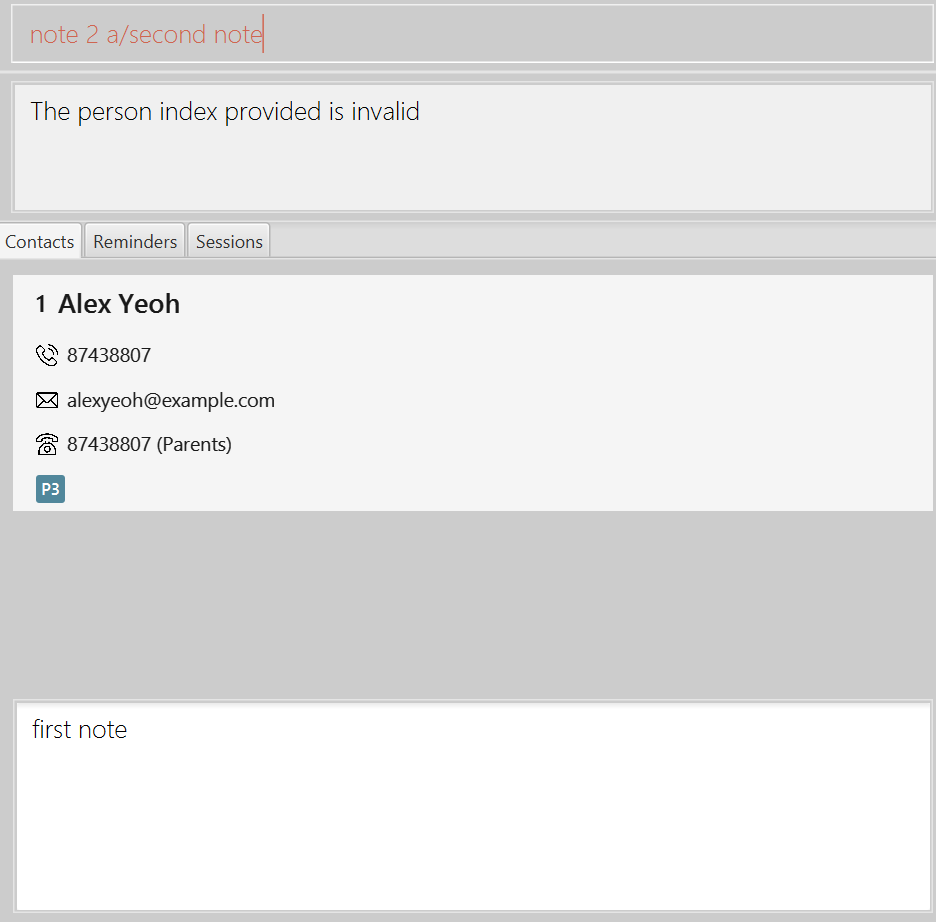 note 2 a/second note
The person index provided is invalid
Contacts Reminders Sessions
1 Alex Yeoh
87438807
alexyeoh@example.com
87438807 (Parents)
P3
first note